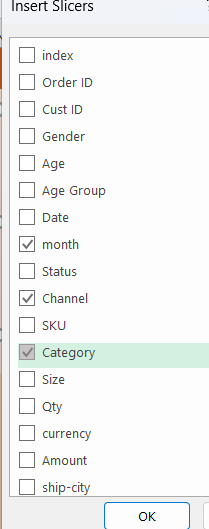 Insert Slicers
index
Order ID
Cust ID
Gender
Age
Age Group
Date
month
Status
Channel
SKU
Category
Size
Qty
currency
Amount
ship-city
OK